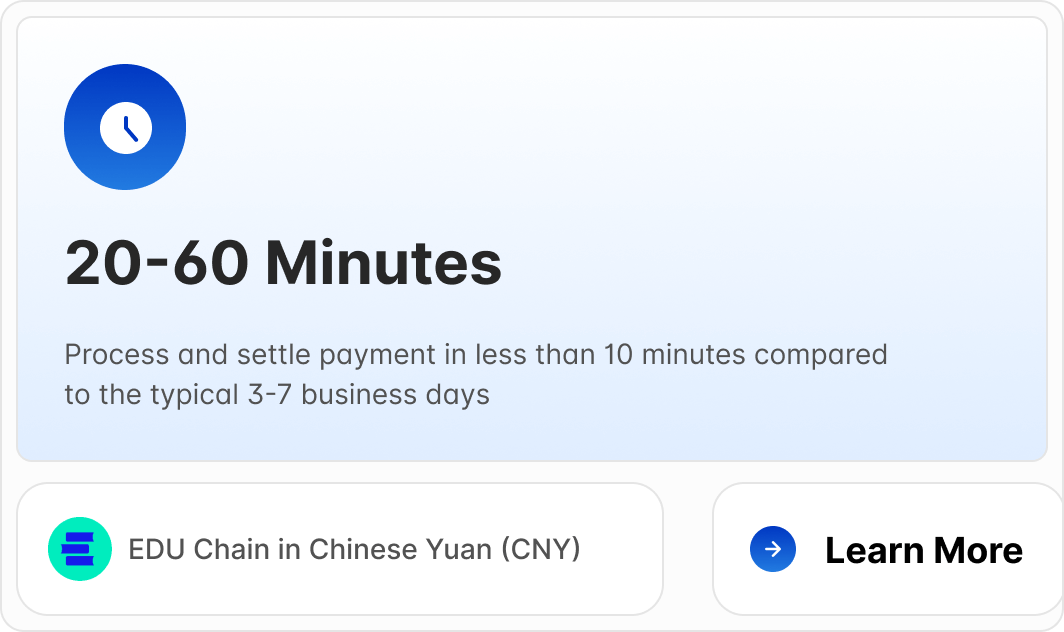 20-60 Minutes
Process and settle payment in less than 10 minutes compared
to the typical 3-7 business days
EDU Chain in Chinese Yuan (CNY)
Learn More